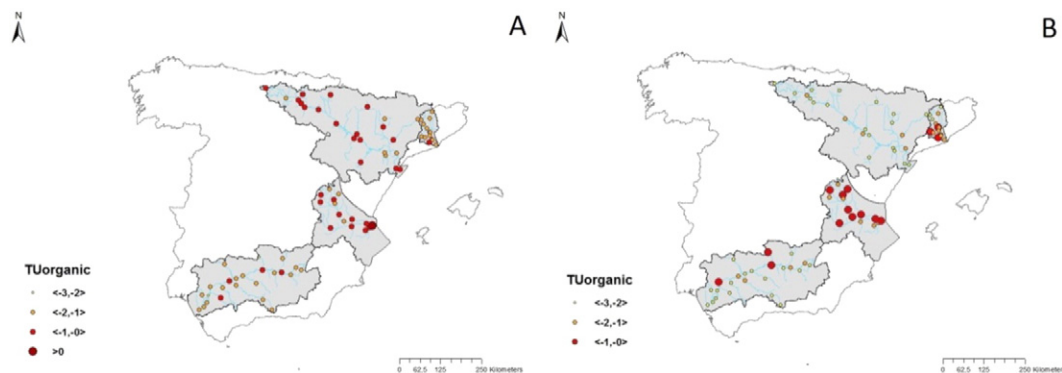 N
A
TUorganic
<-3,-2>
<-2,-1>
<-1,-0>
>0
0 62.5 125 250 Kilometers
N
B
TUorganic
<-3,-2>
<-2,-1>
<-1,-0>
0 62.5 125 250 Kilometers